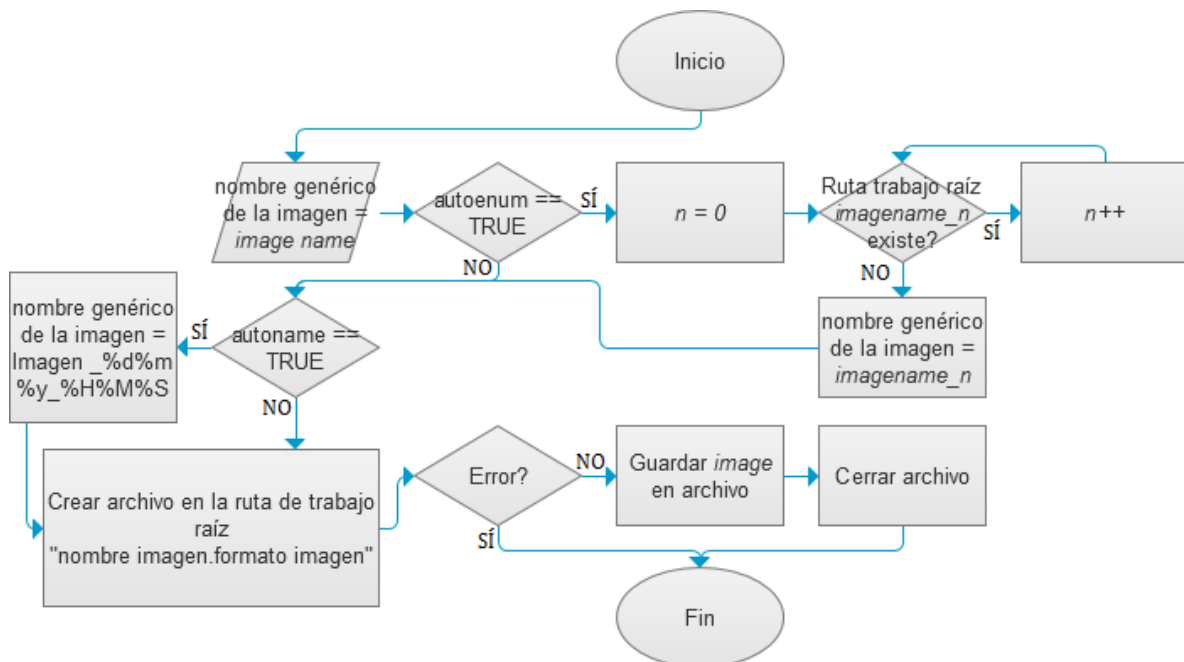 Inicio
nombre genérico
de la imagen =
image name
autoenum ==
TRUE
SÍ
NO
n = 0
Ruta trabajo raíz
imagename_n
existe?
SÍ
NO
n++
nombre genérico
de la imagen =
imagename_n
autoname ==
TRUE
SÍ
NO
nombre genérico
de la imagen =
Imagen _%d%m
%y_%H%M%S
Crear archivo en la ruta de trabajo
raíz
"nombre imagen.formato imagen"
Error?
NO
SÍ
Guardar image
en archivo
Cerrar archivo
Fin